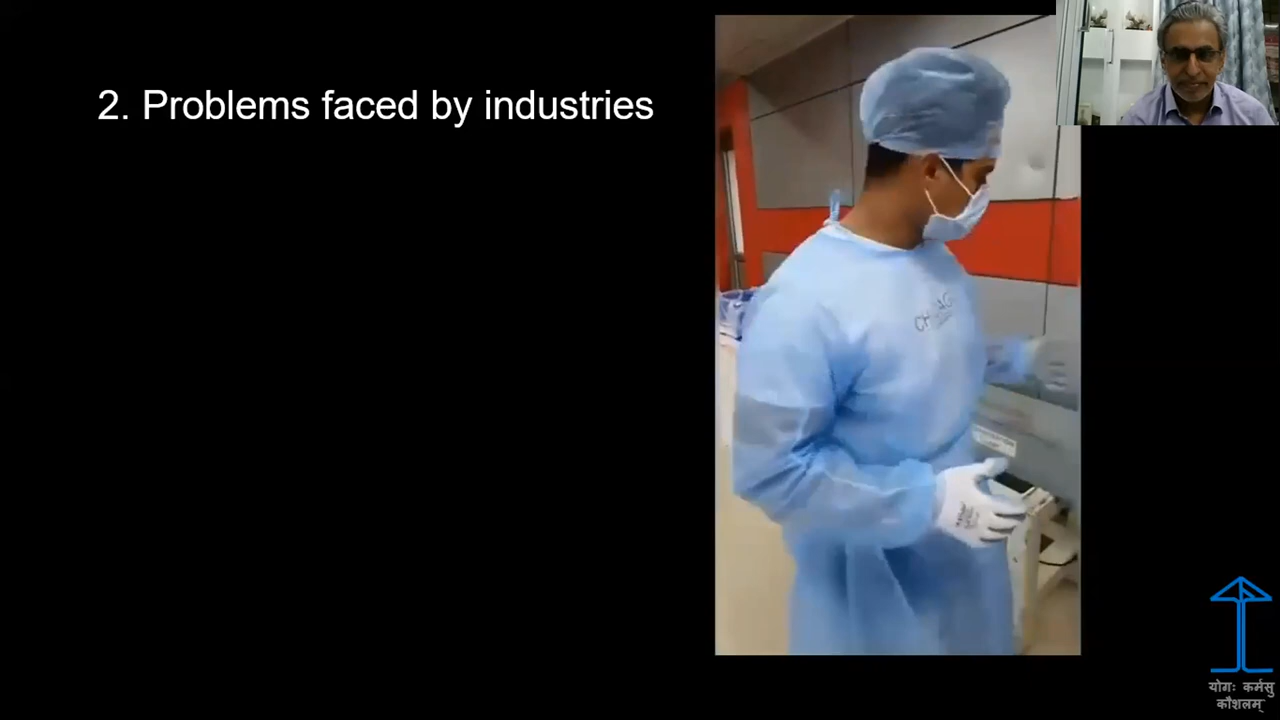 2. Problems faced by industries
योगः कर्मसु
कौशलम्